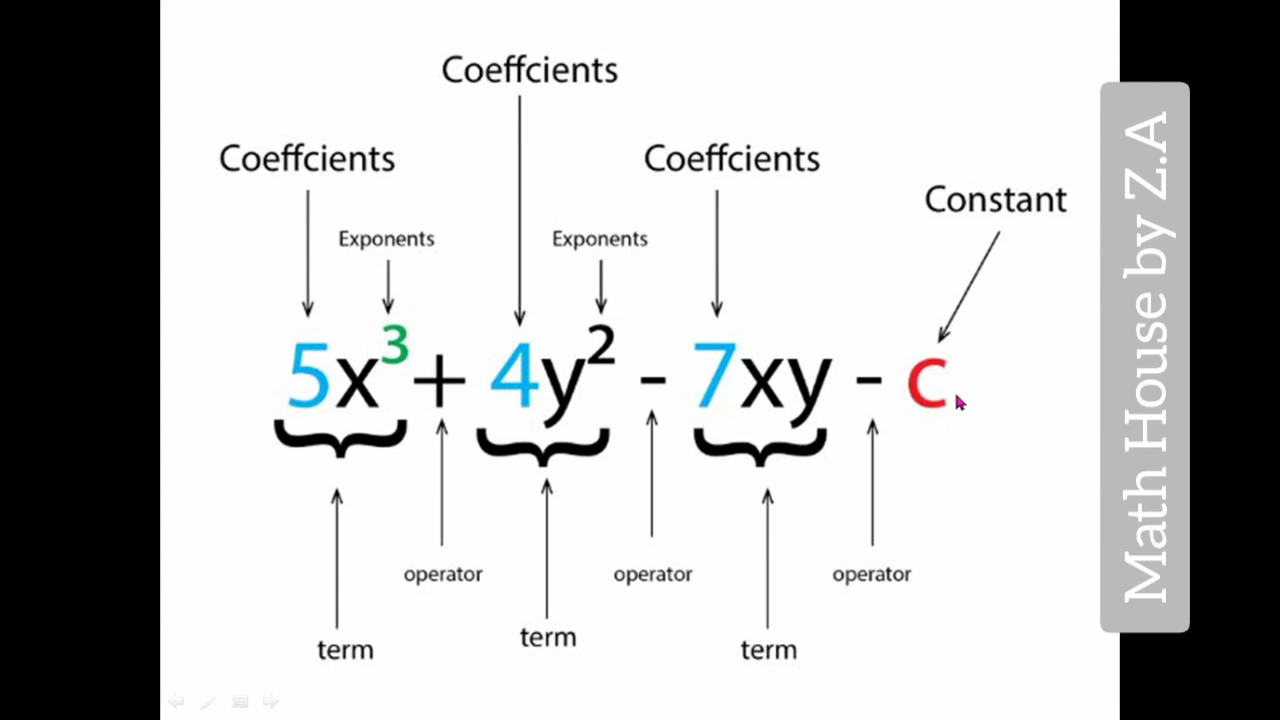 Coeffcients
Coeffcients
Coeffcients
Constant
Exponents
Exponents
5x³ + 4y² - 7xy - c
operator
operator
operator
term
term
term
Math House by Z.A